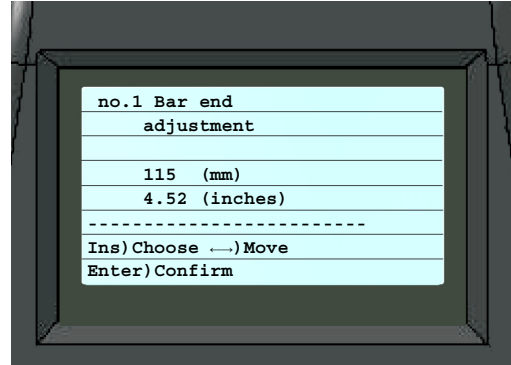 no.1 Bar end
adjustment
115 (mm)
4.52 (inches)
-------------------------
Ins)Choose ←→)Move
Enter)Confirm